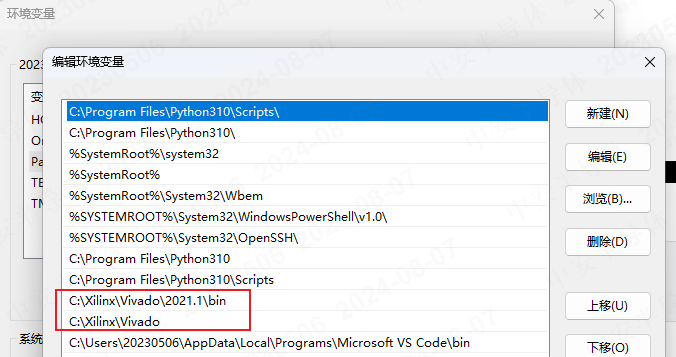 环境变量
编辑环境变量
2023
变
HC
On
Pa
TE
TM
C:\Program Files\Python310\Scripts\
C:\Program Files\Python310\
%SystemRoot%\system32
%SystemRoot%
%SystemRoot%\System32\Wbem
%SYSTEMROOT%\System32\WindowsPowerShell\v1.0\
%SYSTEMROOT%\System32\OpenSSH\
C:\Program Files\Python310
C:\Program Files\Python310\Scripts
C:\Xilinx\Vivado\2021.1\bin
C:\Xilinx\Vivado
C:\Users\20230506\AppData\Local\Programs\Microsoft VS Code\bin
新建(N)
编辑(E)
浏览(B)...
删除(D)
上移(U)
下移(O)
系统